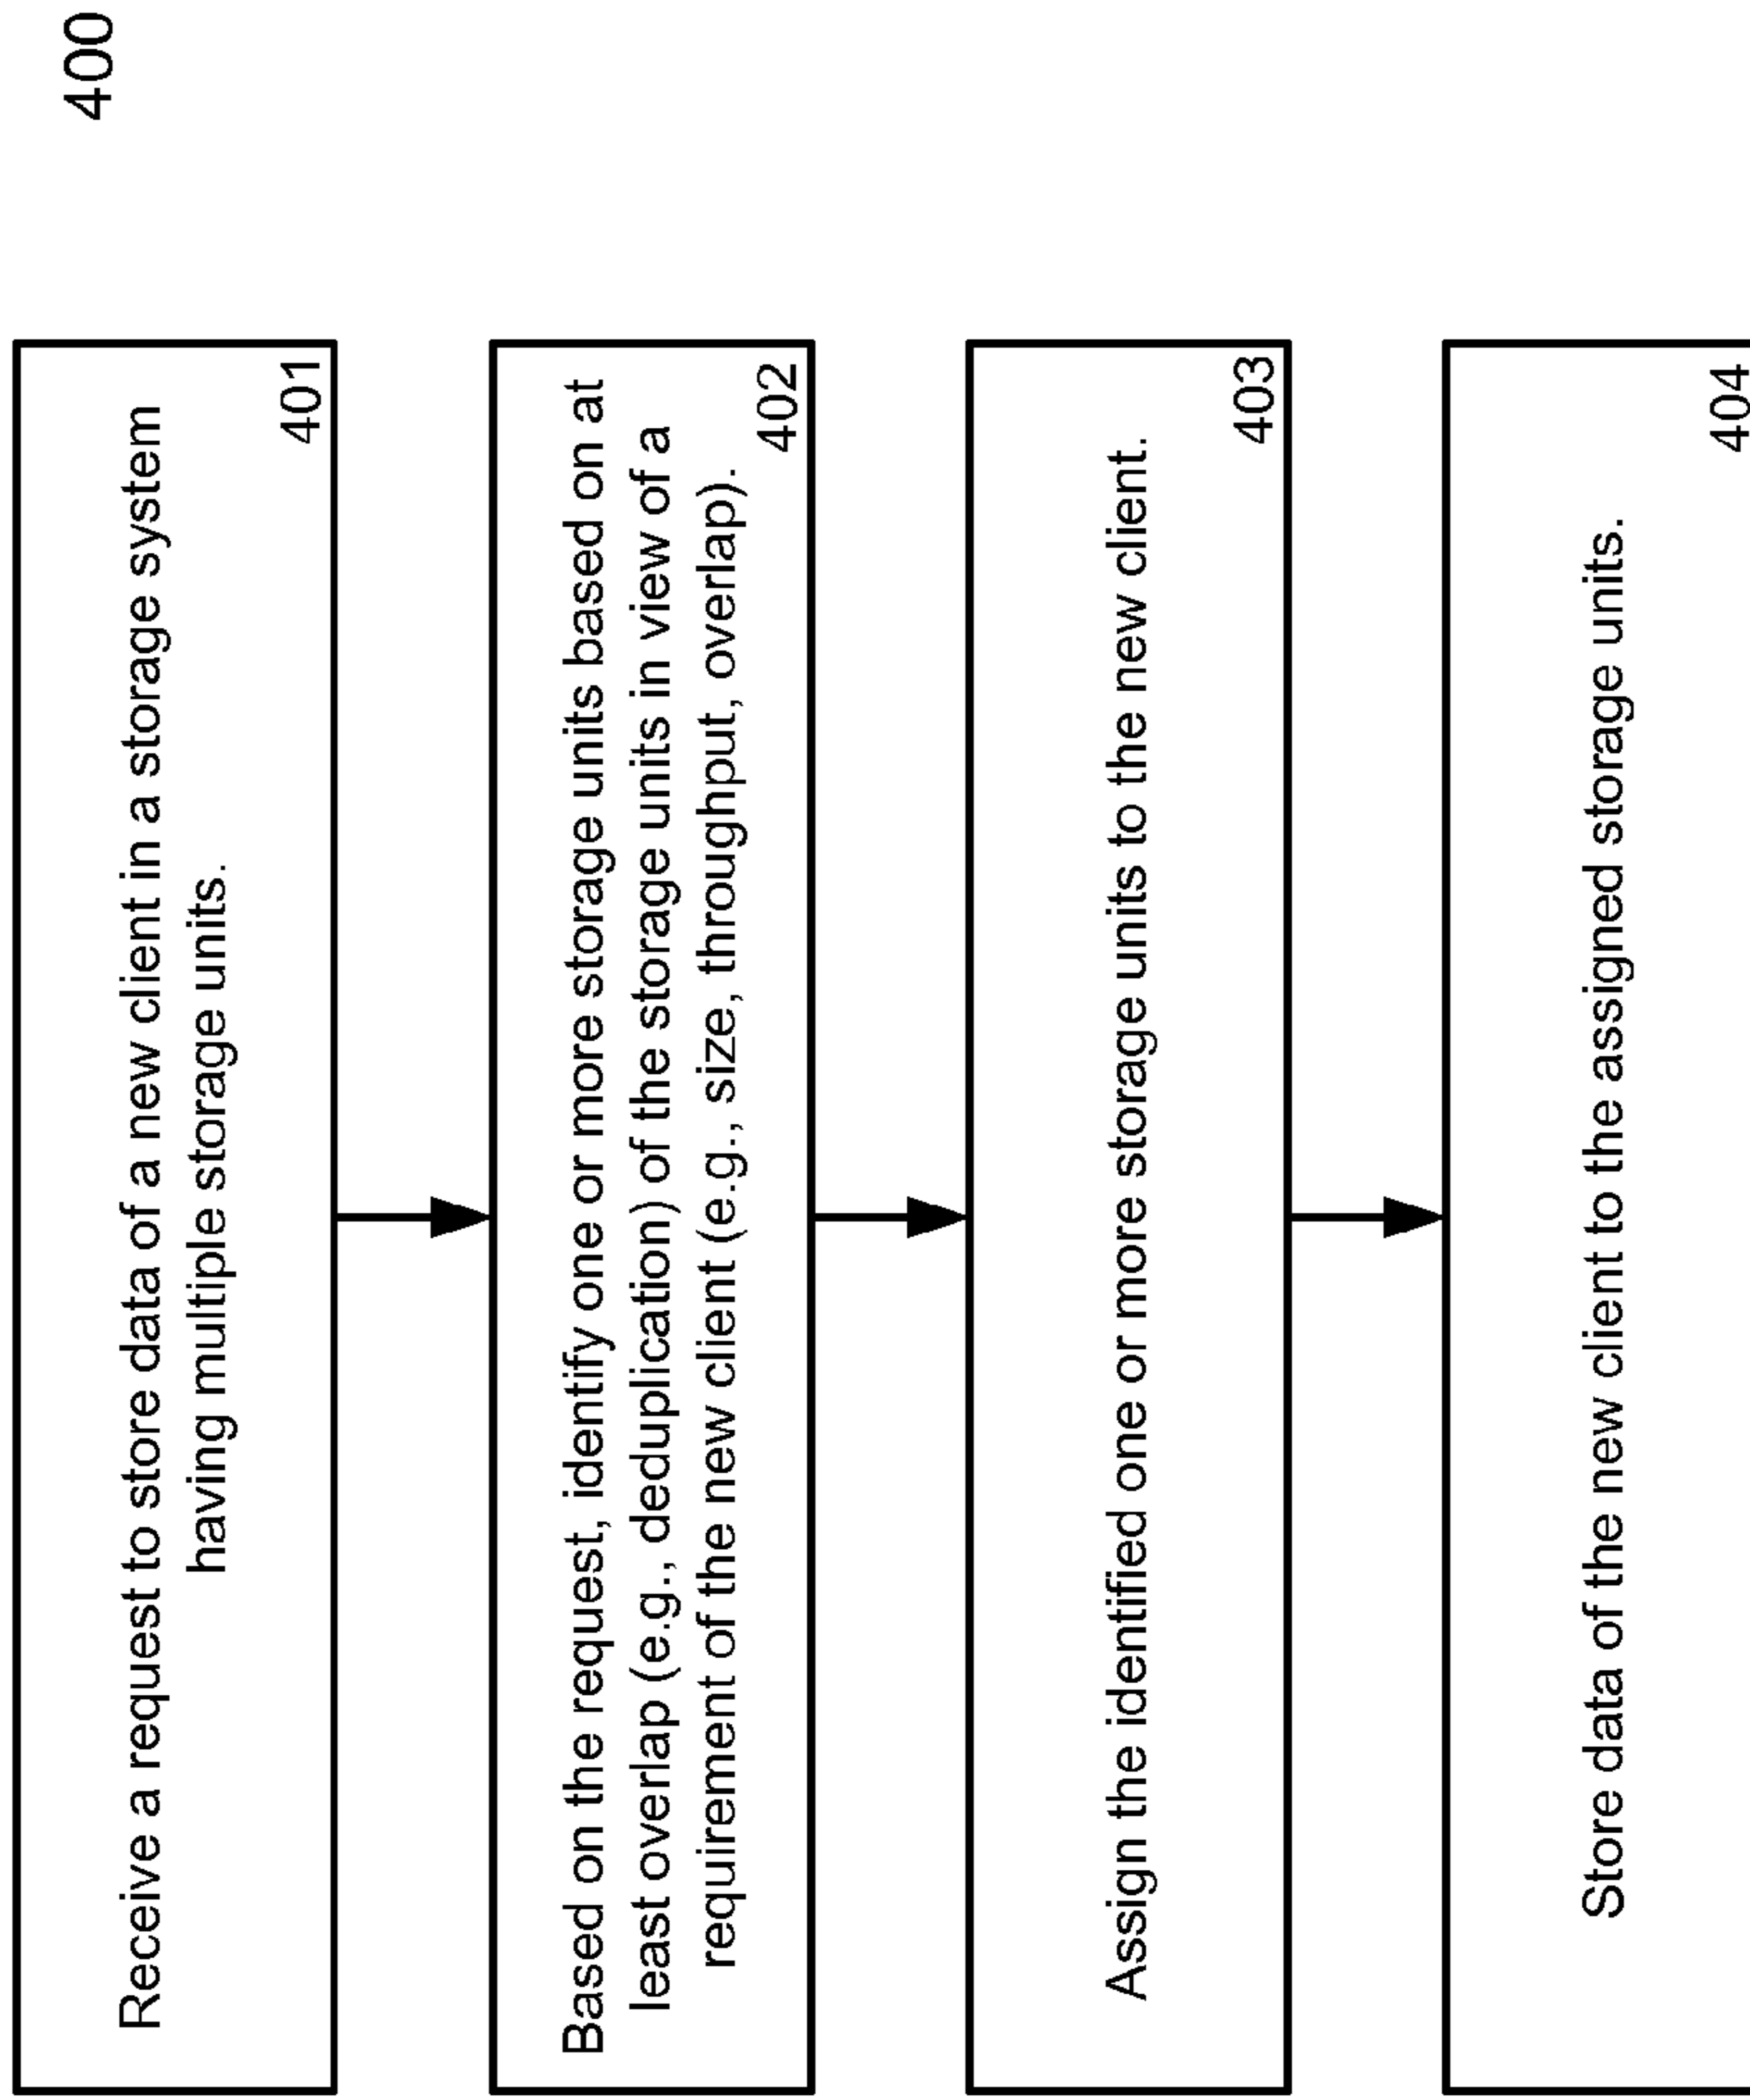 400
Receive a request to store data of a new client in a storage system
having multiple storage units.
401
Based on the request, identify one or more storage units based on at
least overlap (e.g., deduplication) of the storage units in view of a
requirement of the new client (e.g., size, throughput, overlap).
402
Assign the identified one or more storage units to the new client.
403
Store data of the new client to the assigned storage units.
404